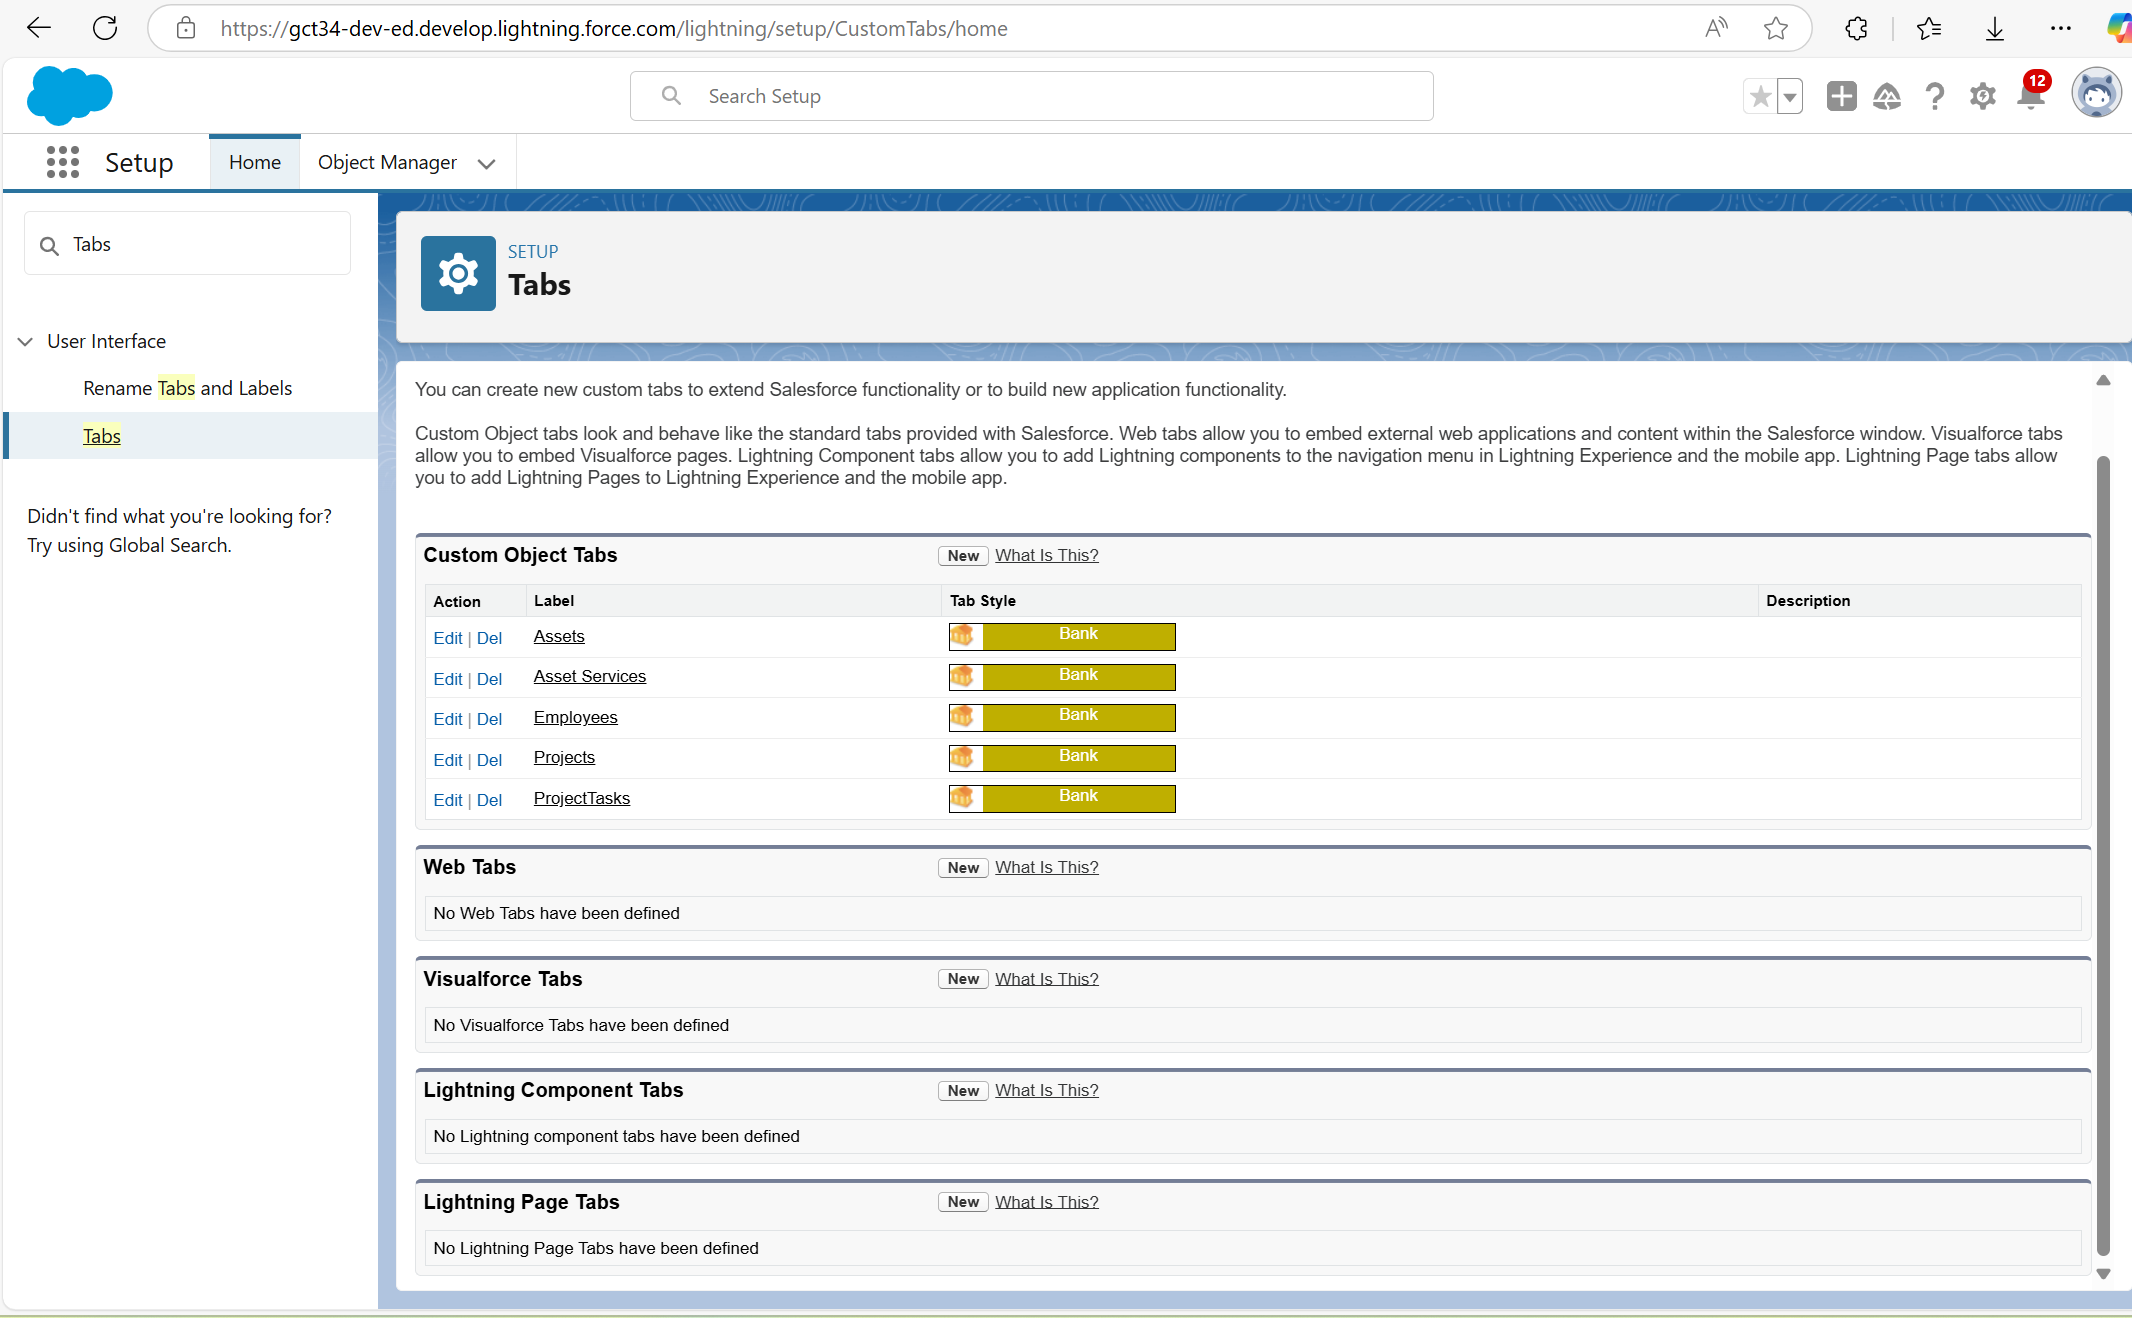 https://gct34-dev-ed.develop.lightning.force.com/lightning/setup/CustomTabs/home
Search Setup
12
Setup
Home
Object Manager
Tabs
User Interface
Rename Tabs and Labels
Tabs
Didn't find what you're looking for?
Try using Global Search.
SETUP
Tabs
You can create new custom tabs to extend Salesforce functionality or to build new application functionality.
Custom Object tabs look and behave like the standard tabs provided with Salesforce. Web tabs allow you to embed external web applications and content within the Salesforce window. Visualforce tabs
allow you to embed Visualforce pages. Lightning Component tabs allow you to add Lightning components to the navigation menu in Lightning Experience and the mobile app. Lightning Page tabs allow
you to add Lightning Pages to Lightning Experience and the mobile app.
Custom Object Tabs New What Is This?
Action Label Tab Style Description
Edit | Del Assets Bank
Edit | Del Asset Services Bank
Edit | Del Employees Bank
Edit | Del Projects Bank
Edit | Del ProjectTasks Bank
Web Tabs New What Is This?
No Web Tabs have been defined
Visualforce Tabs New What Is This?
No Visualforce Tabs have been defined
Lightning Component Tabs New What Is This?
No Lightning component tabs have been defined
Lightning Page Tabs New What Is This?
No Lightning Page Tabs have been defined